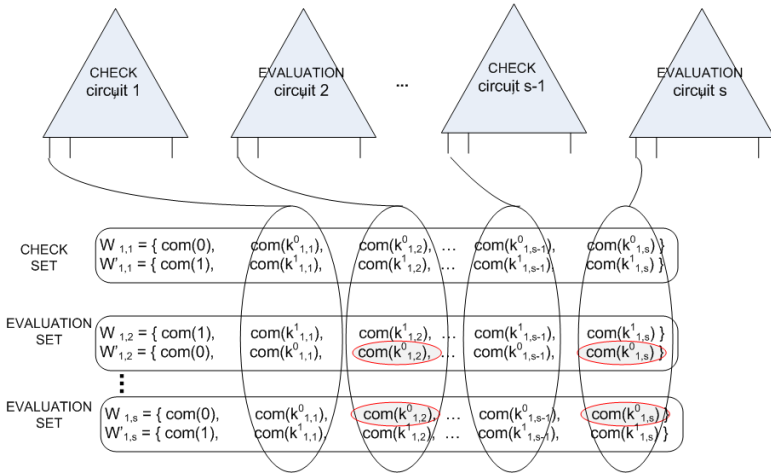 CHECK
circuit 1
EVALUATION
circuit 2
...
CHECK
circuit s-1
EVALUATION
circuit s
CHECK
SET
W 1,1 = { com(0), com(k⁰1,1), com(k⁰1,2), ... com(k⁰1,s-1), com(k⁰1,s) }
W'1,1 = { com(1), com(k¹1,1), com(k¹1,2), ... com(k¹1,s-1), com(k¹1,s) }
EVALUATION
SET
W 1,2 = { com(1), com(k¹1,1), com(k¹1,2), ... com(k¹1,s-1), com(k¹1,s) }
W'1,2 = { com(0), com(k⁰1,1), com(k⁰1,2), ... com(k⁰1,s-1), com(k⁰1,s) }
EVALUATION
SET
W 1,s = { com(0), com(k⁰1,1), com(k⁰1,2), ... com(k⁰1,s-1), com(k⁰1,s) }
W'1,s = { com(1), com(k¹1,1), com(k¹1,2), ... com(k¹1,s-1), com(k¹1,s) }